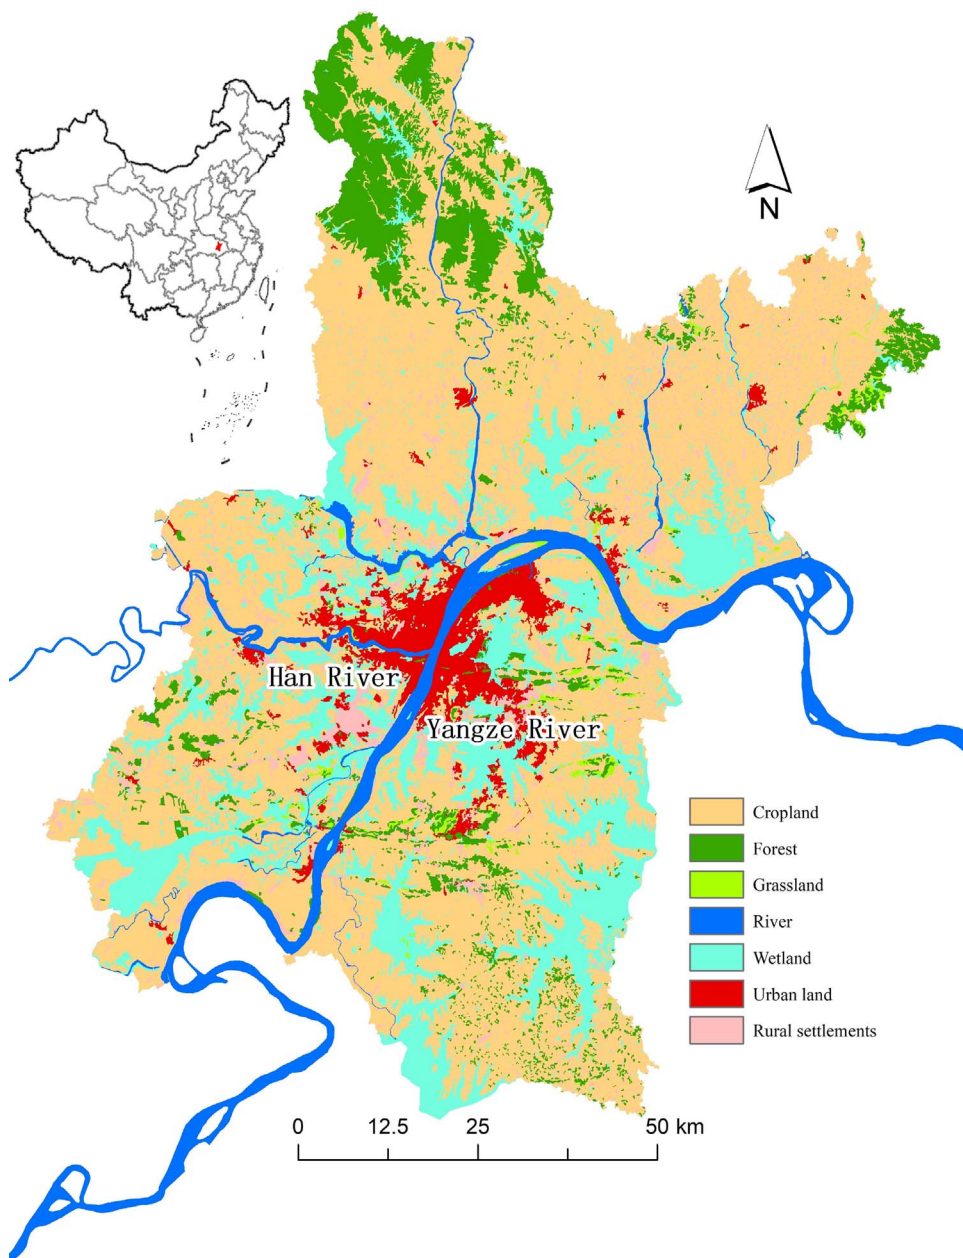 N
Han River
Yangze River
Cropland
Forest
Grassland
River
Wetland
Urban land
Rural settlements
0 12.5 25 50 km